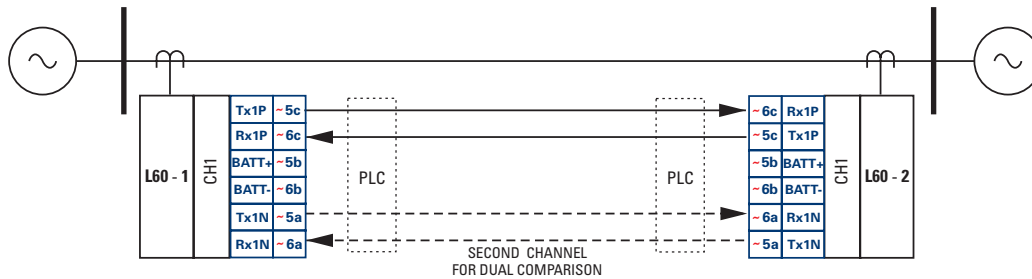 Tx1P ~5c
Rx1P ~6c
BATT+ ~5b
BATT- ~6b
Tx1N ~5a
Rx1N ~6a
L60 - 1
CH1
PLC
PLC
~6c Rx1P
~5c Tx1P
~5b BATT+
~6b BATT-
~6a Rx1N
~5a Tx1N
CH1
L60 - 2
SECOND CHANNEL
FOR DUAL COMPARISON